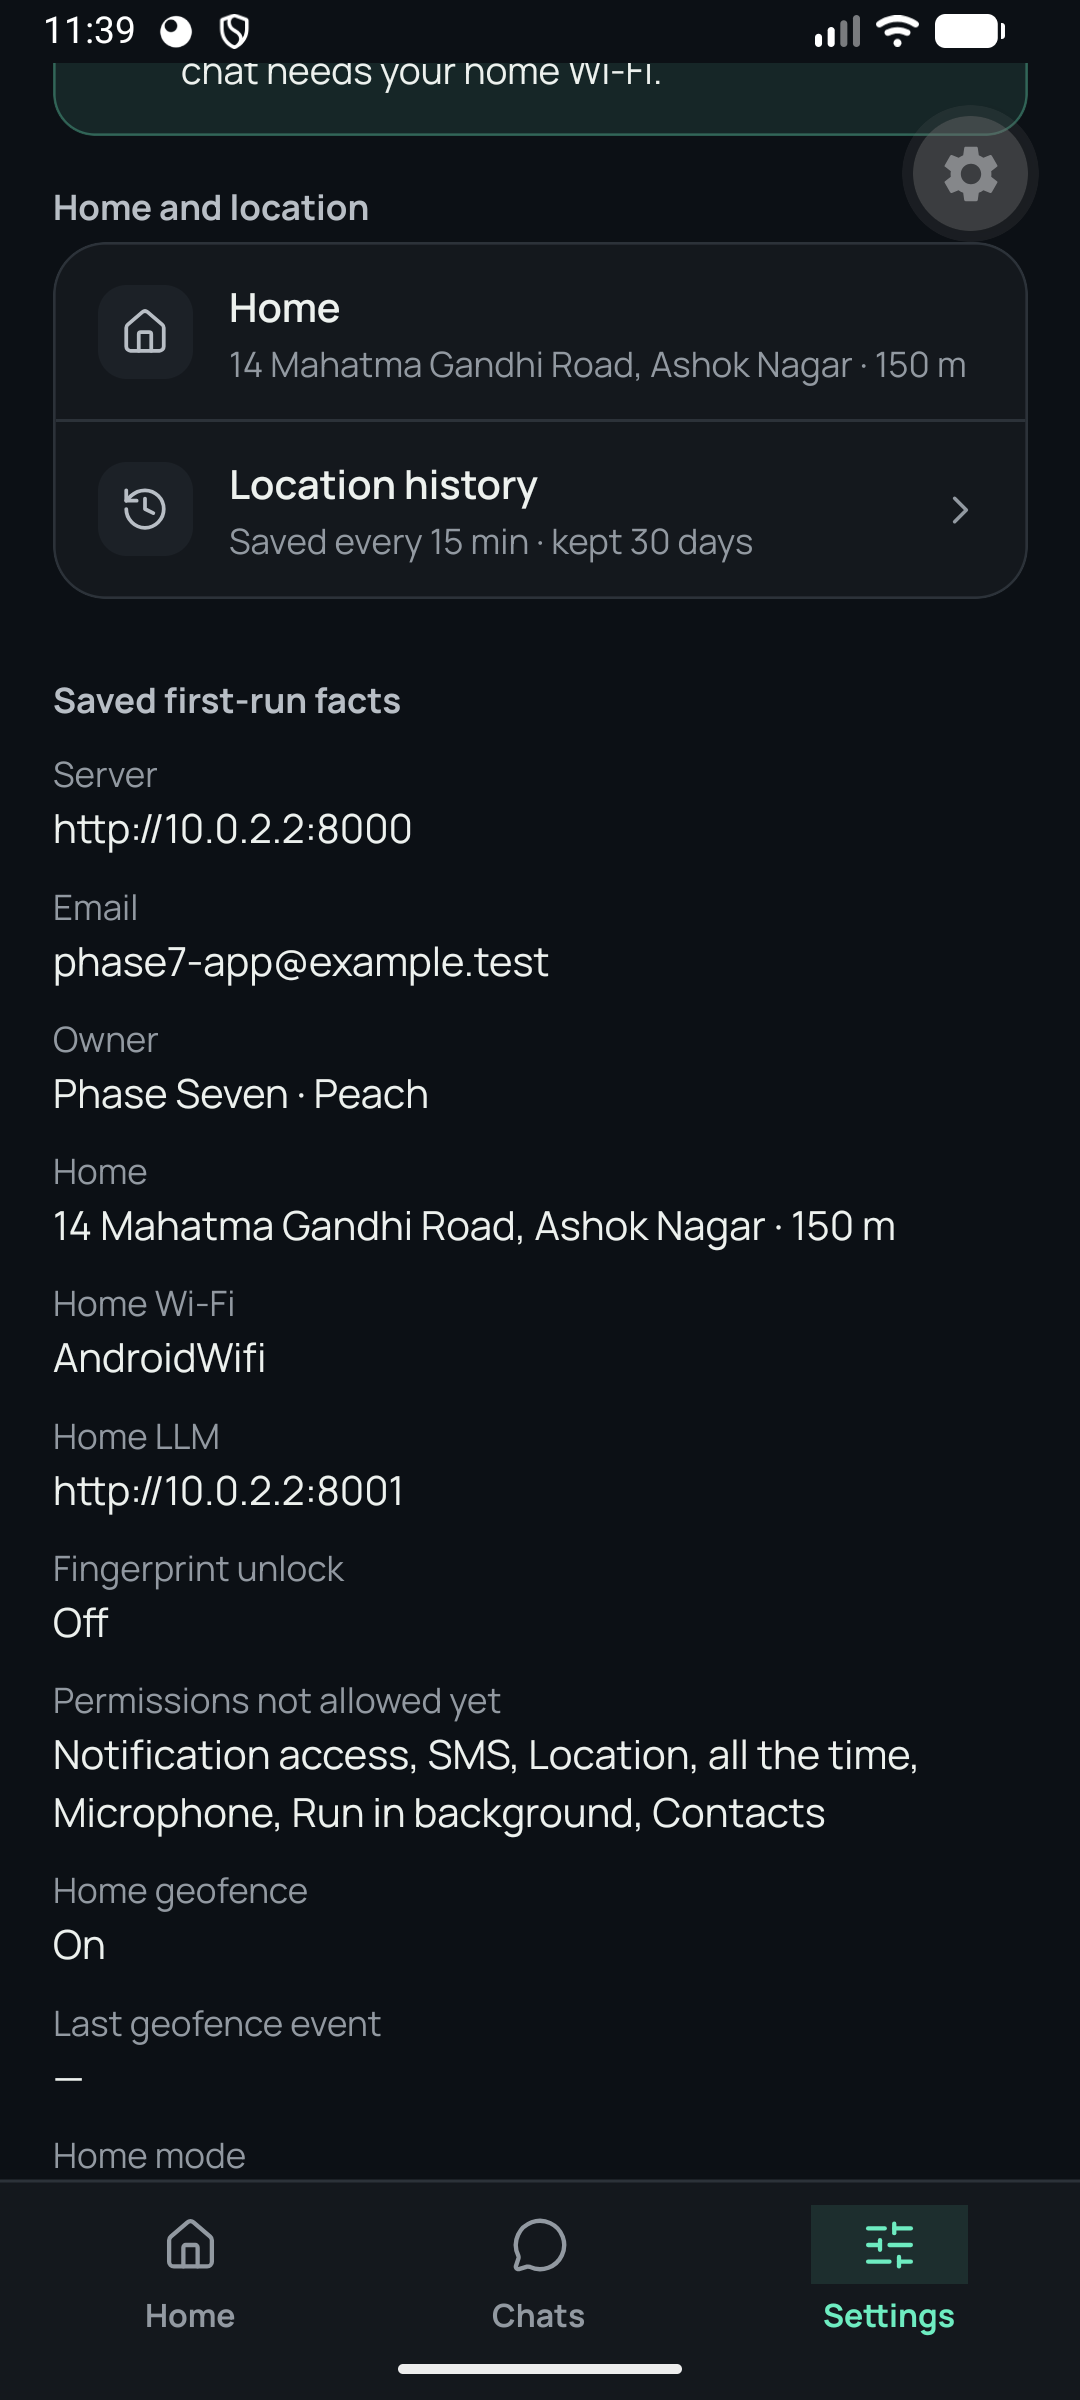 11:39
chat needs your home Wi-Fi.
Home and location
Home
14 Mahatma Gandhi Road, Ashok Nagar · 150 m
Location history
Saved every 15 min · kept 30 days
Saved first-run facts
Server
http://10.0.2.2:8000
Email
phase7-app@example.test
Owner
Phase Seven · Peach
Home
14 Mahatma Gandhi Road, Ashok Nagar · 150 m
Home Wi-Fi
AndroidWifi
Home LLM
http://10.0.2.2:8001
Fingerprint unlock
Off
Permissions not allowed yet
Notification access, SMS, Location, all the time,
Microphone, Run in background, Contacts
Home geofence
On
Last geofence event
—
Home mode
Home
Chats
Settings